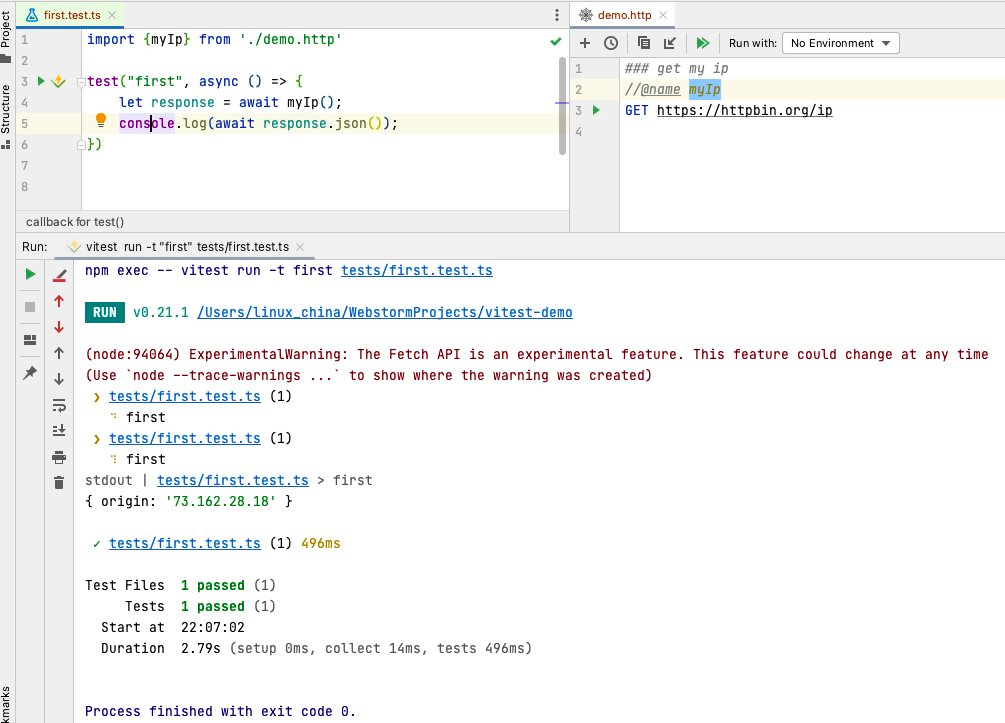 Project
Structure
kmarks
first.test.ts
1 import {myIp} from './demo.http'
2
3 test("first", async () => {
4 let response = await myIp();
5 console.log(await response.json());
6 })
7
8
callback for test()
demo.http
Run with: No Environment
1 ### get my ip
2 //@name myIp
3 GET https://httpbin.org/ip
4
Run: vitest run -t "first" tests/first.test.ts
npm exec -- vitest run -t first tests/first.test.ts
RUN v0.21.1 /Users/linux_china/WebstormProjects/vitest-demo
(node:94064) ExperimentalWarning: The Fetch API is an experimental feature. This feature could change at any time
(Use `node --trace-warnings ...` to show where the warning was created)
❯ tests/first.test.ts (1)
first
❯ tests/first.test.ts (1)
first
stdout | tests/first.test.ts > first
{ origin: '73.162.28.18' }
✓ tests/first.test.ts (1) 496ms
Test Files 1 passed (1)
Tests 1 passed (1)
Start at 22:07:02
Duration 2.79s (setup 0ms, collect 14ms, tests 496ms)
Process finished with exit code 0.